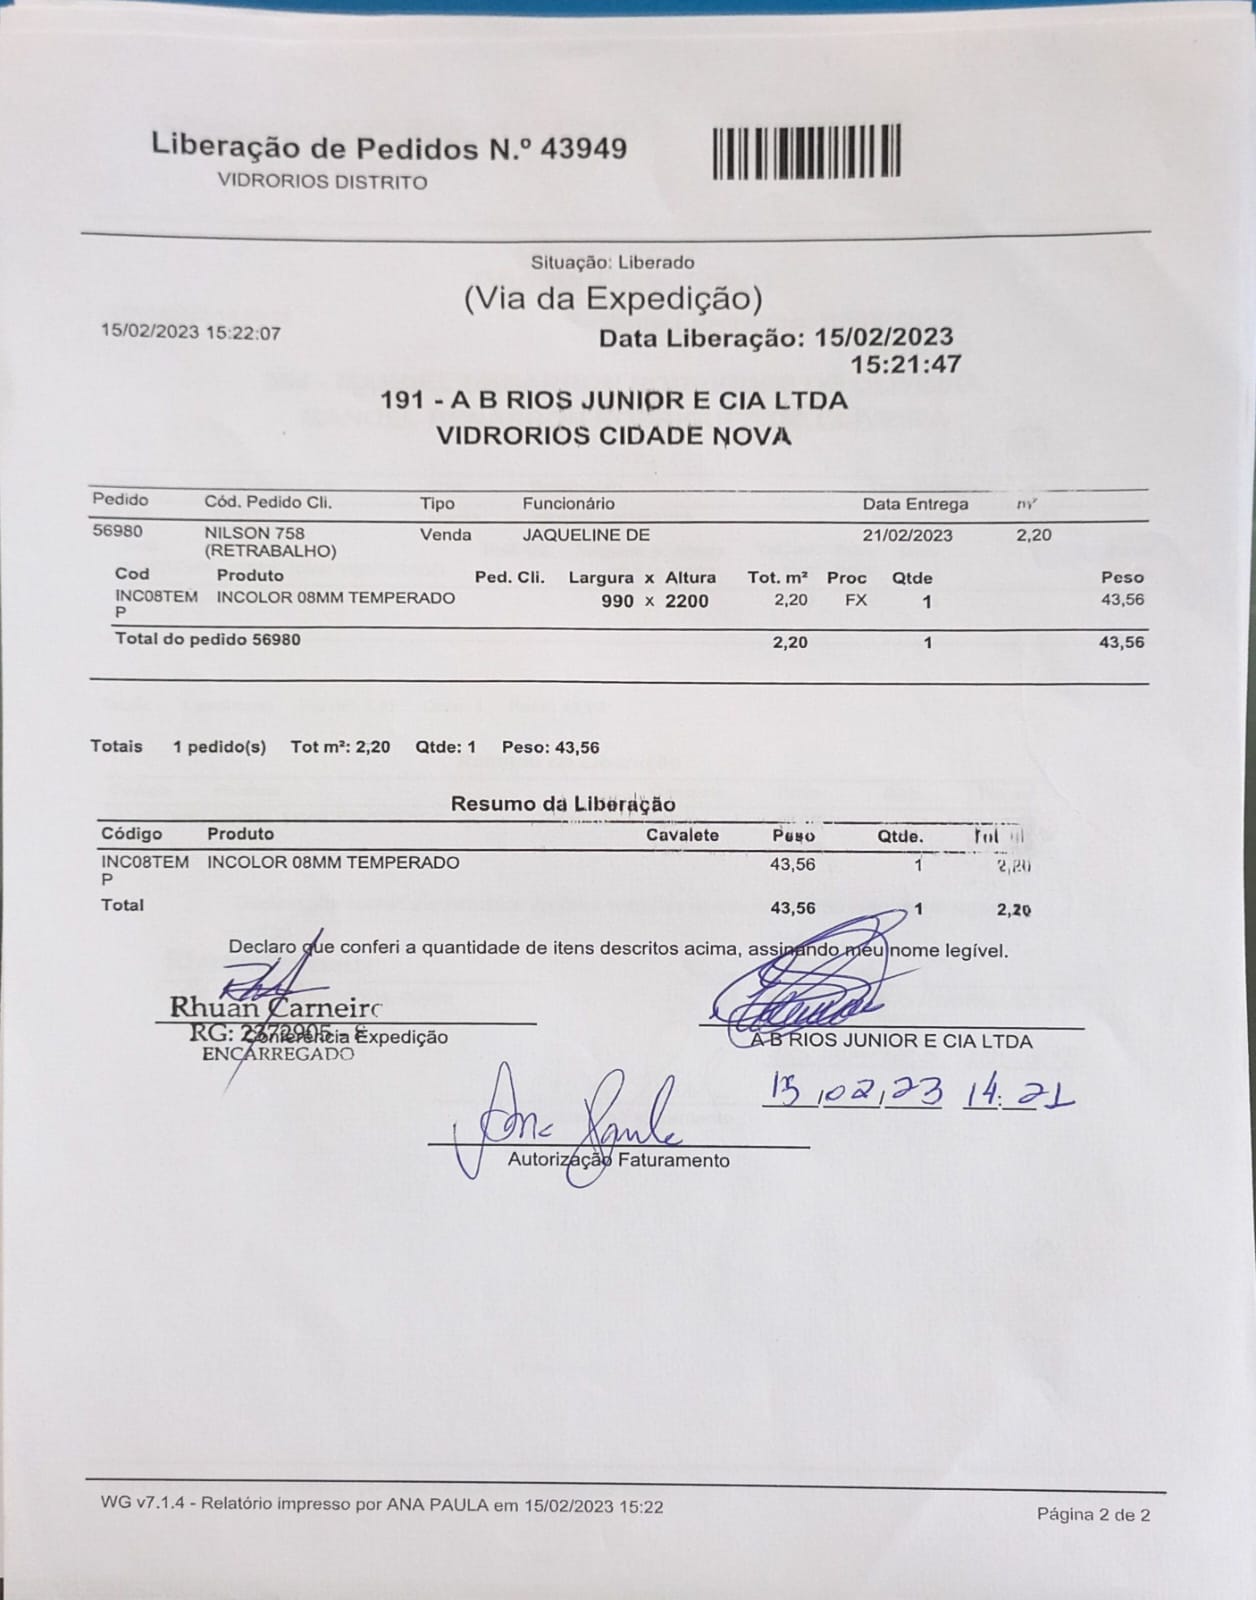 Liberação de Pedidos N.º 43949
VIDRORIOS DISTRITO
Situação: Liberado
(Via da Expedição)
15/02/2023 15:22:07
Data Liberação: 15/02/2023
15:21:47
191 - A B RIOS JUNIOR E CIA LTDA
VIDRORIOS CIDADE NOVA
Pedido Cód. Pedido Cli. Tipo Funcionário Data Entrega m²
56980 NILSON 758 Venda JAQUELINE DE 21/02/2023 2,20
(RETRABALHO)
Cod Produto Ped. Cli. Largura x Altura Tot. m² Proc Qtde Peso
INC08TEM INCOLOR 08MM TEMPERADO 990 x 2200 2,20 FX 1 43,56
P
Total do pedido 56980 2,20 1 43,56
Totais 1 pedido(s) Tot m²: 2,20 Qtde: 1 Peso: 43,56
Resumo da Liberação
Código Produto Cavalete Peso Qtde. Tot
INC08TEM INCOLOR 08MM TEMPERADO 43,56 1 2,20
P
Total 43,56 1 2,20
Declaro que conferi a quantidade de itens descritos acima, assinando meu nome legível.
Rhuan Carneiro
RG:
Conferência Expedição
ENCARREGADO
A B RIOS JUNIOR E CIA LTDA
15,02,23 14:21
Ana Paula
Autorização Faturamento
WG v7.1.4 - Relatório impresso por ANA PAULA em 15/02/2023 15:22
Página 2 de 2